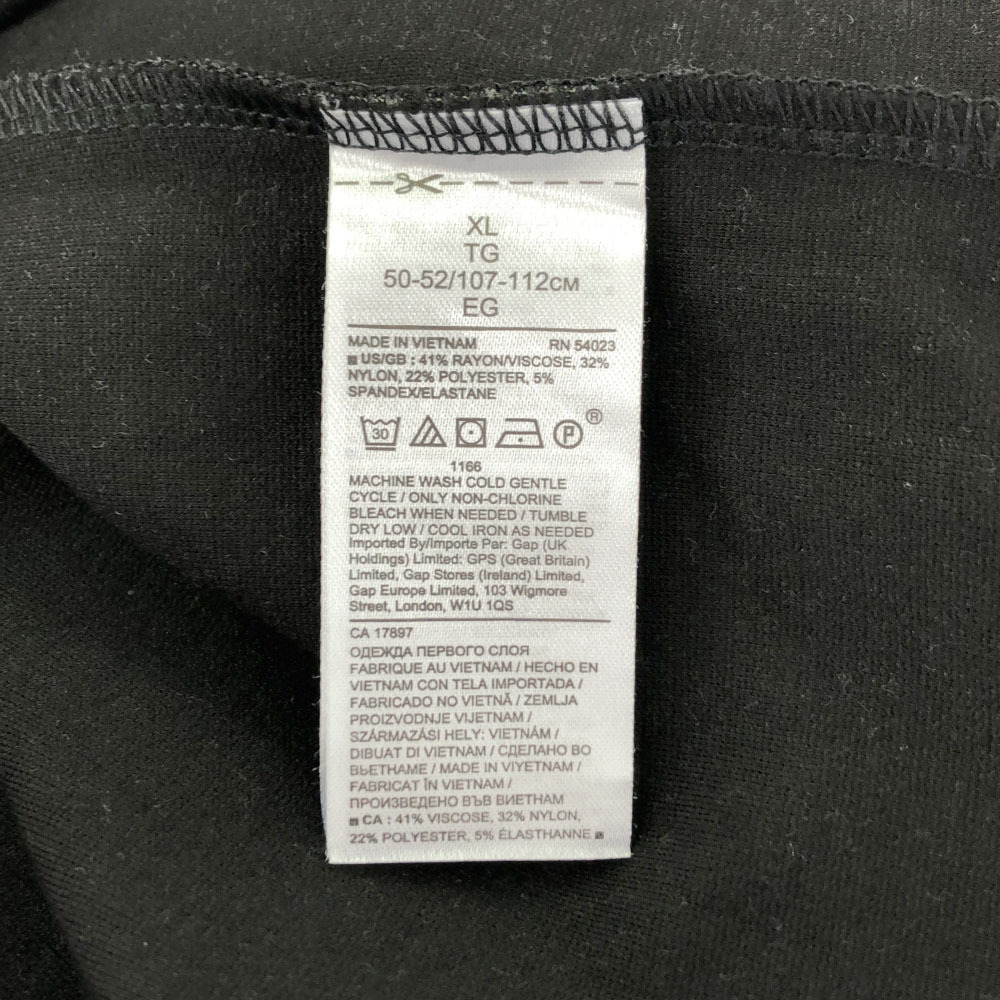 XL
TG
50-52/107-112СМ
EG
MADE IN VIETNAM RN 54023
US/GB : 41% RAYON/VISCOSE, 32%
NYLON, 22% POLYESTER, 5%
SPANDEX/ELASTANE
30 P ®
1166
MACHINE WASH COLD GENTLE
CYCLE / ONLY NON-CHLORINE
BLEACH WHEN NEEDED / TUMBLE
DRY LOW / COOL IRON AS NEEDED
Imported By/Importe Par: Gap (UK
Holdings) Limited: GPS (Great Britain)
Limited, Gap Stores (Ireland) Limited,
Gap Europe Limited, 103 Wigmore
Street, London, W1U 1QS
CA 17897
ОДЕЖДА ПЕРВОГО СЛОЯ
FABRIQUE AU VIETNAM / HECHO EN
VIETNAM CON TELA IMPORTADA /
FABRICADO NO VIETNÃ / ZEMLJA
PROIZVODNJE VIJETNAM /
SZÁRMAZÁSI HELY: VIETNÁM /
DIBUAT DI VIETNAM / СДЕЛАНО ВО
ВЬЕТНАМЕ / MADE IN VIYETNAM /
FABRICAT ÎN VIETNAM /
ПРОИЗВЕДЕНО ВЪВ ВИЕТНАМ
CA : 41% VISCOSE, 32% NYLON,
22% POLYESTER, 5% ÉLASTHANNE